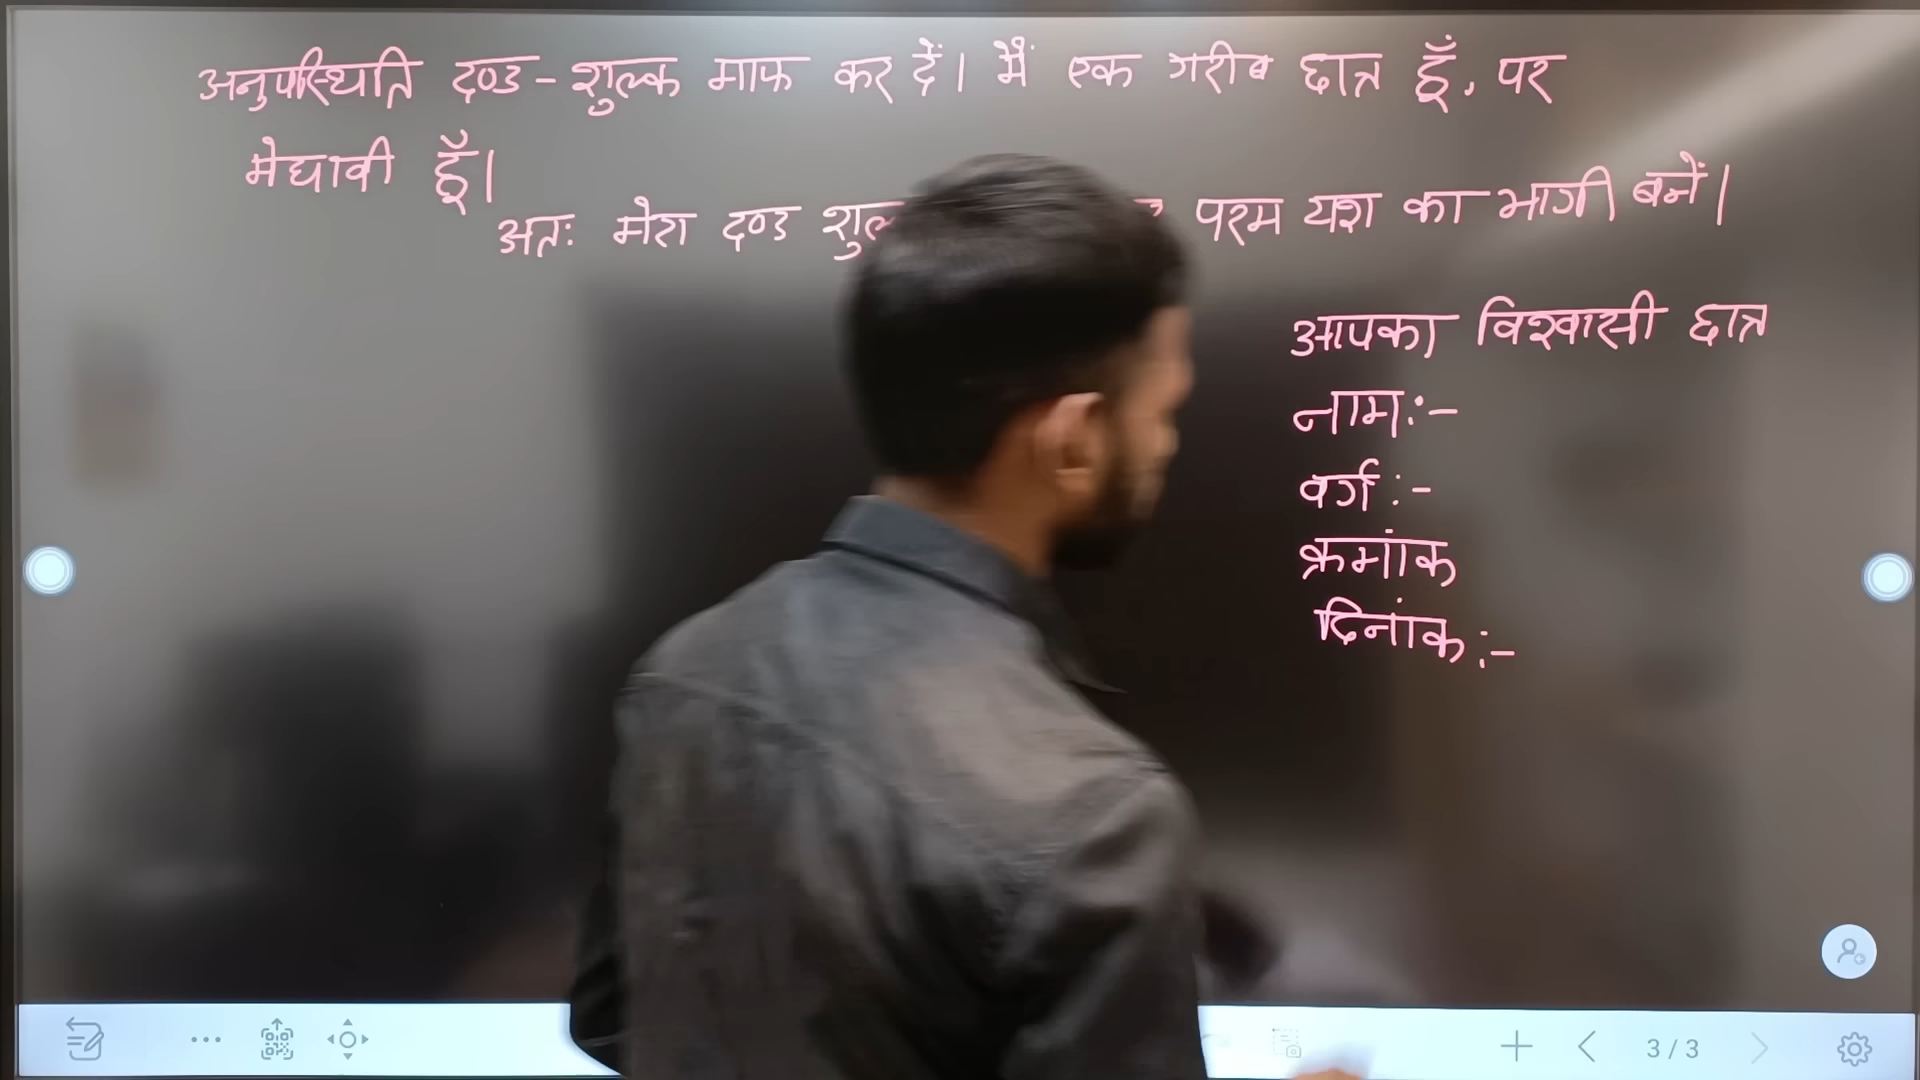 अनुपस्थिति दण्ड-शुल्क माफ कर दें। मैं एक गरीब छात्र हूँ, पर
मेघावी हूँ।
अतः मेरा दण्ड परम यश का भागी बनें।
आपका विश्वासी छात्र
नाम:-
वर्ग:-
क्रमांक
दिनांक:-
3/3